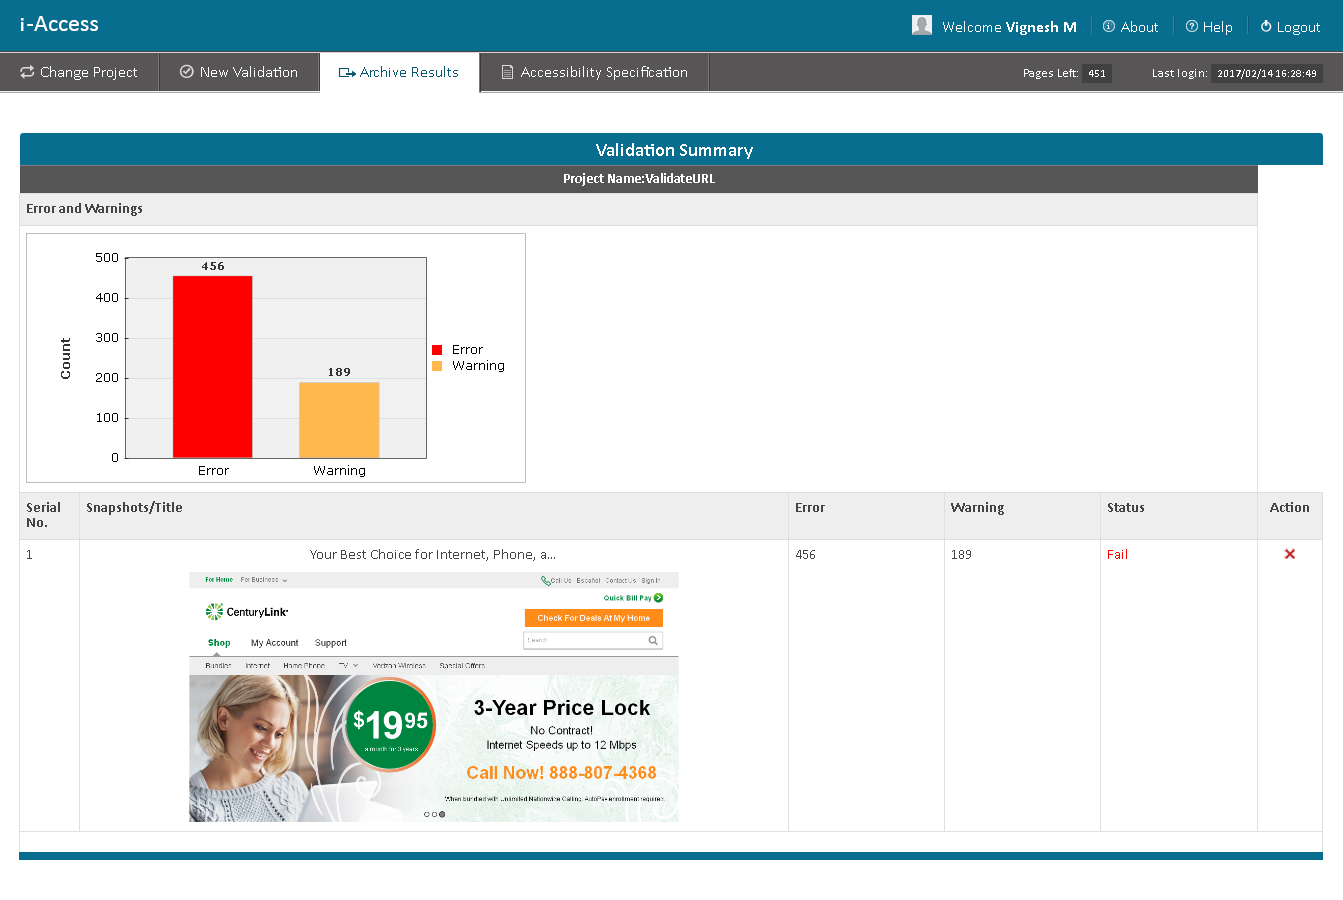 i-Access
Welcome Vignesh M
About
Help
Logout
Change Project
New Validation
Archive Results
Accessibility Specification
Pages Left: 451
Last login: 2017/02/14 16:28:49
Validation Summary
Project Name:ValidateURL
Error and Warnings
500
400
300
200
100
0
Count
456
189
Error
Warning
Error
Warning
Serial No.
Snapshots/Title
Error
Warning
Status
Action
1
Your Best Choice for Internet, Phone, a...
456
189
Fail
For Home For Business
Call Us Español Contact Us Sign In
Quick Bill Pay
CenturyLink
Check For Deals At My Home
Search
Shop My Account Support
Bundles Internet Home Phone TV Verizon Wireless Special Offers
$1995
a month for 3 years
3-Year Price Lock
No Contract!
Internet Speeds up to 12 Mbps
Call Now! 888-807-4368
When bundled with Unlimited Nationwide Calling. AutoPay enrollment required.